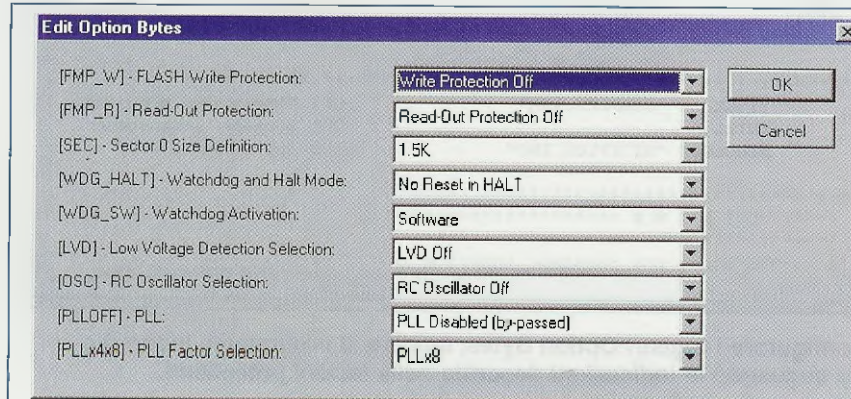 Edit Option Bytes
[FMP_W] - FLASH Write Protection: Write Protection Off OK
[FMP_R] - Read-Out Protection: Read-Out Protection Off
Cancel
[SEC] - Sector 0 Size Definition: 1.5K
[WDG_HALT] - Watchdog and Halt Mode: No Reset in HALT
[WDG_SW] - Watchdog Activation: Software
[LVD] - Low Voltage Detection Selection: LVD Off
[OSC] - RC Oscillator Selection: RC Oscillator Off
[PLLOFF] - PLL: PLL Disabled (by-passed)
[PLLx4x8] - PLL Factor Selection: PLLx8